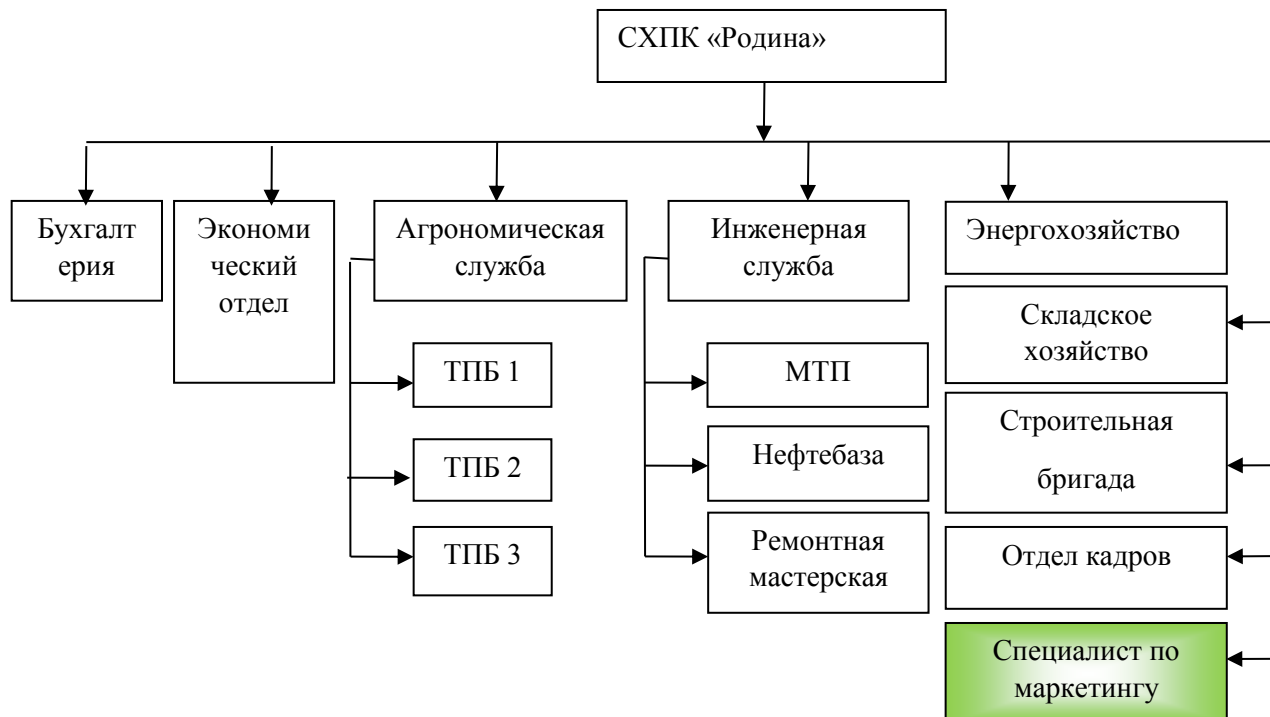 СХПК «Родина»
Бухгалт
ерия
Экономи
ческий
отдел
Агрономическая
служба
ТПБ 1
ТПБ 2
ТПБ 3
Инженерная
служба
МТП
Нефтебаза
Ремонтная
мастерская
Энергохозяйство
Складское
хозяйство
Строительная
бригада
Отдел кадров
Специалист по
маркетингу